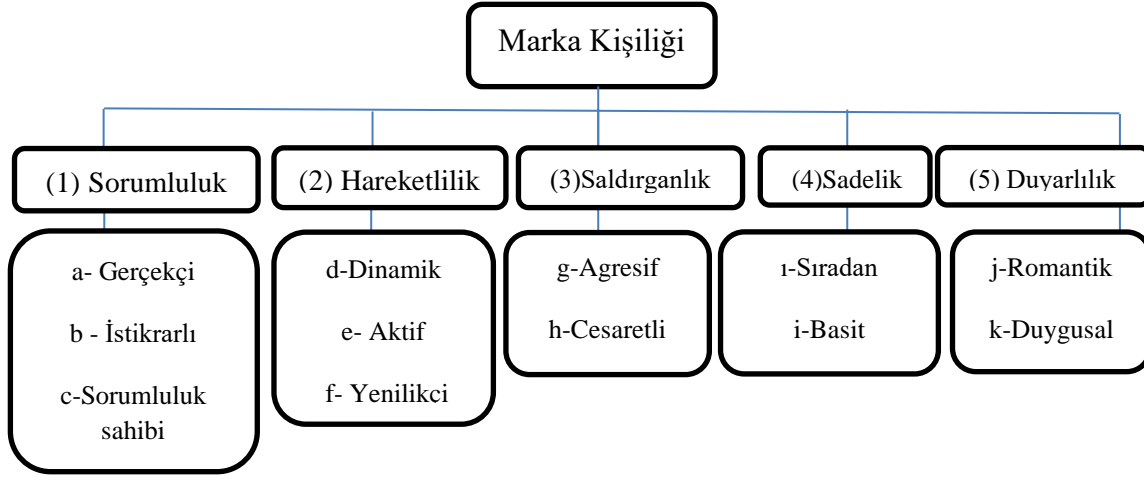 Marka Kişiliği
(1) Sorumluluk
(2) Hareketlilik
(3)Saldırganlık
(4)Sadelik
(5) Duyarlılık
a- Gerçekçi
b - İstikrarlı
c-Sorumluluk
sahibi
d-Dinamik
e- Aktif
f- Yenilikçi
g-Agresif
h-Cesaretli
ı-Sıradan
i-Basit
j-Romantik
k-Duygusal